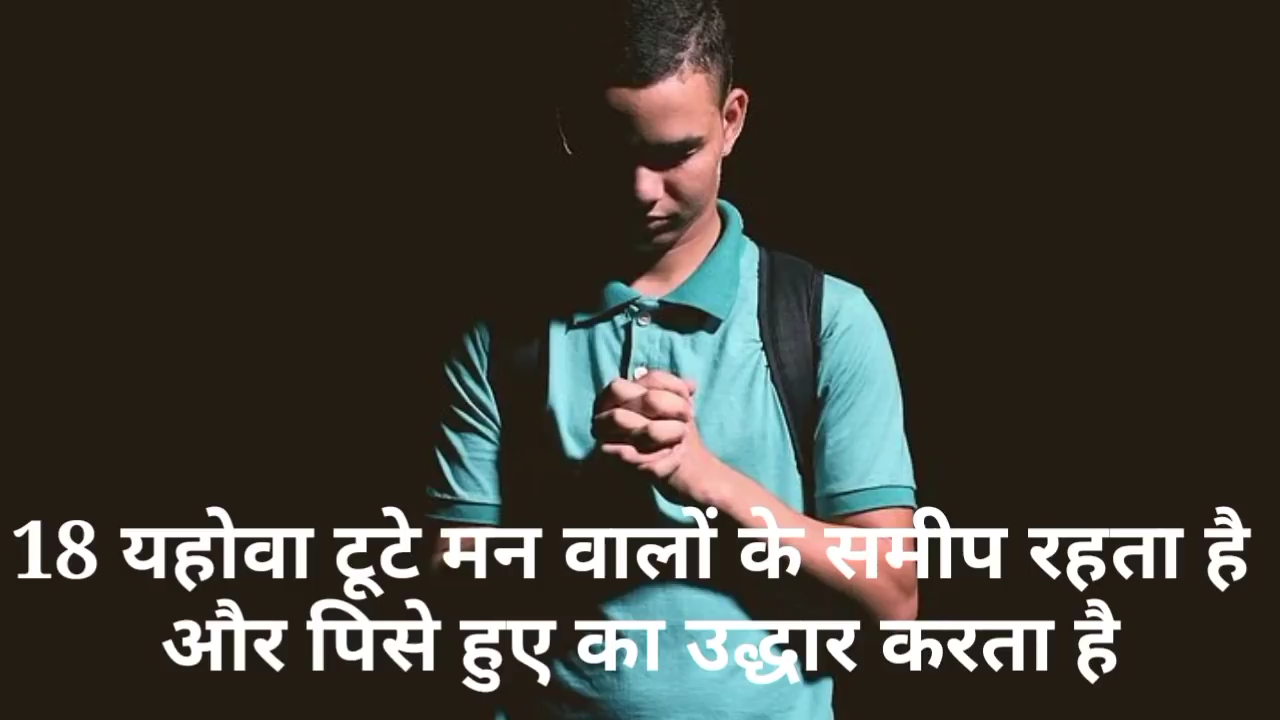 18 यहोवा टूटे मन वालों के समीप रहता है
और पिसे हुए का उद्धार करता है